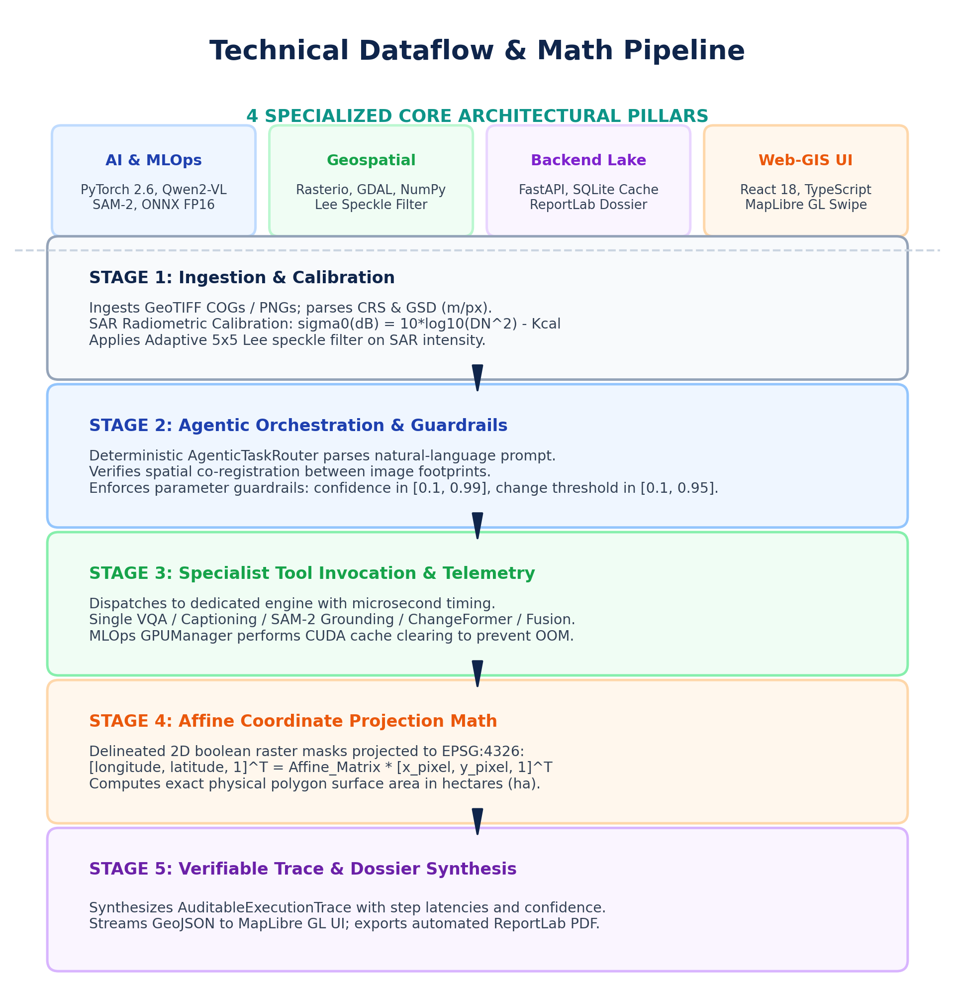 Technical Dataflow & Math Pipeline
4 SPECIALIZED CORE ARCHITECTURAL PILLARS
AI & MLOps
PyTorch 2.6, Qwen2-VL
SAM-2, ONNX FP16
Geospatial
Rasterio, GDAL, NumPy
Lee Speckle Filter
Backend Lake
FastAPI, SQLite Cache
ReportLab Dossier
Web-GIS UI
React 18, TypeScript
MapLibre GL Swipe
STAGE 1: Ingestion & Calibration
Ingests GeoTIFF COGs / PNGs; parses CRS & GSD (m/px).
SAR Radiometric Calibration: sigma0(dB) = 10*log10(DN^2) - Kcal
Applies Adaptive 5x5 Lee speckle filter on SAR intensity.
STAGE 2: Agentic Orchestration & Guardrails
Deterministic AgenticTaskRouter parses natural-language prompt.
Verifies spatial co-registration between image footprints.
Enforces parameter guardrails: confidence in [0.1, 0.99], change threshold in [0.1, 0.95].
STAGE 3: Specialist Tool Invocation & Telemetry
Dispatches to dedicated engine with microsecond timing.
Single VQA / Captioning / SAM-2 Grounding / ChangeFormer / Fusion.
MLOps GPUManager performs CUDA cache clearing to prevent OOM.
STAGE 4: Affine Coordinate Projection Math
Delineated 2D boolean raster masks projected to EPSG:4326:
[longitude, latitude, 1]^T = Affine_Matrix * [x_pixel, y_pixel, 1]^T
Computes exact physical polygon surface area in hectares (ha).
STAGE 5: Verifiable Trace & Dossier Synthesis
Synthesizes AuditableExecutionTrace with step latencies and confidence.
Streams GeoJSON to MapLibre GL UI; exports automated ReportLab PDF.